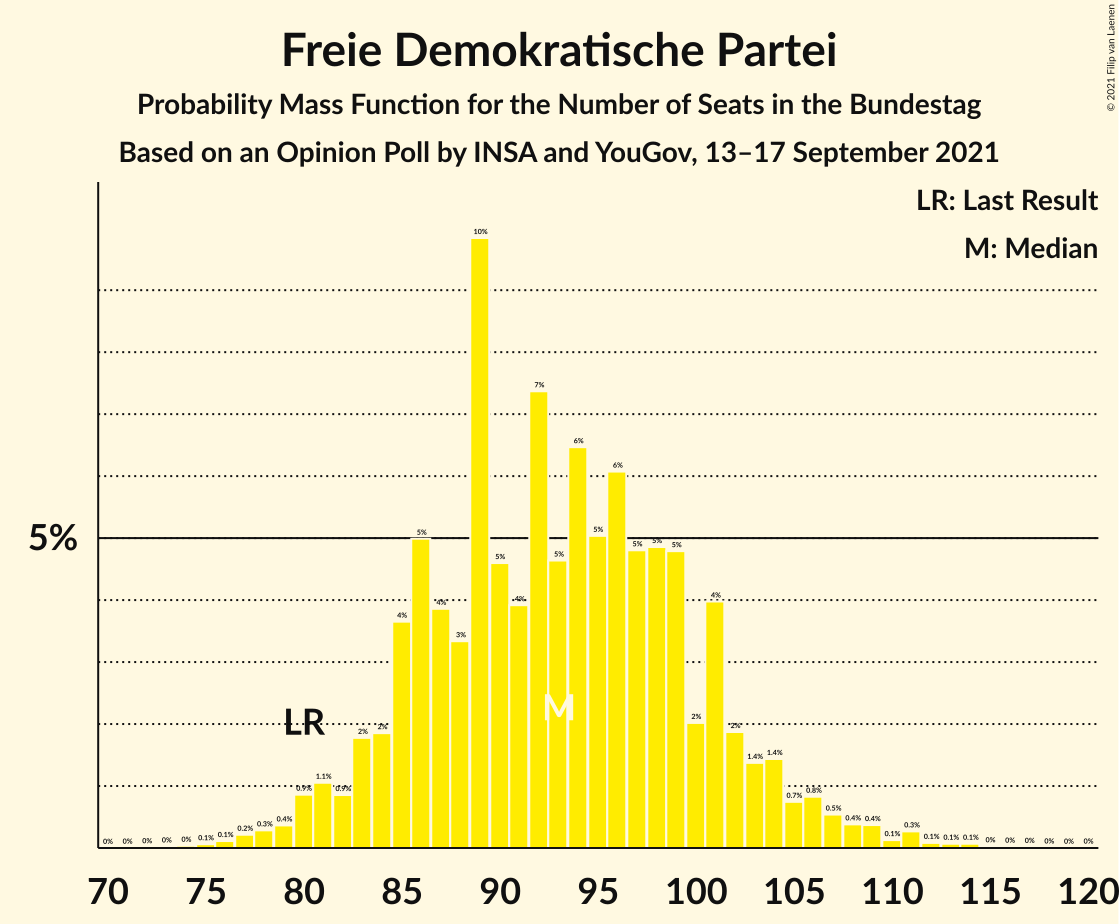 Freie Demokratische Partei
Probability Mass Function for the Number of Seats in the Bundestag
Based on an Opinion Poll by INSA and YouGov, 13–17 September 2021
© 2021 Filip van Laenen
LR: Last Result
M: Median
5%
0% 0% 0% 0% 0% 0.1% 0.1% 0.2% 0.3% 0.4% 0.9% 1.1% 0.9% 2% 2% 4% 5% 4% 3% 10% 5% 4% 7% 5% 6% 5% 6% 5% 5% 5% 2% 4% 2% 1.4% 1.4% 0.7% 0.8% 0.5% 0.4% 0.4% 0.1% 0.3% 0.1% 0.1% 0.1% 0% 0% 0% 0% 0% 0%
LR
M
70 75 80 85 90 95 100 105 110 115 120